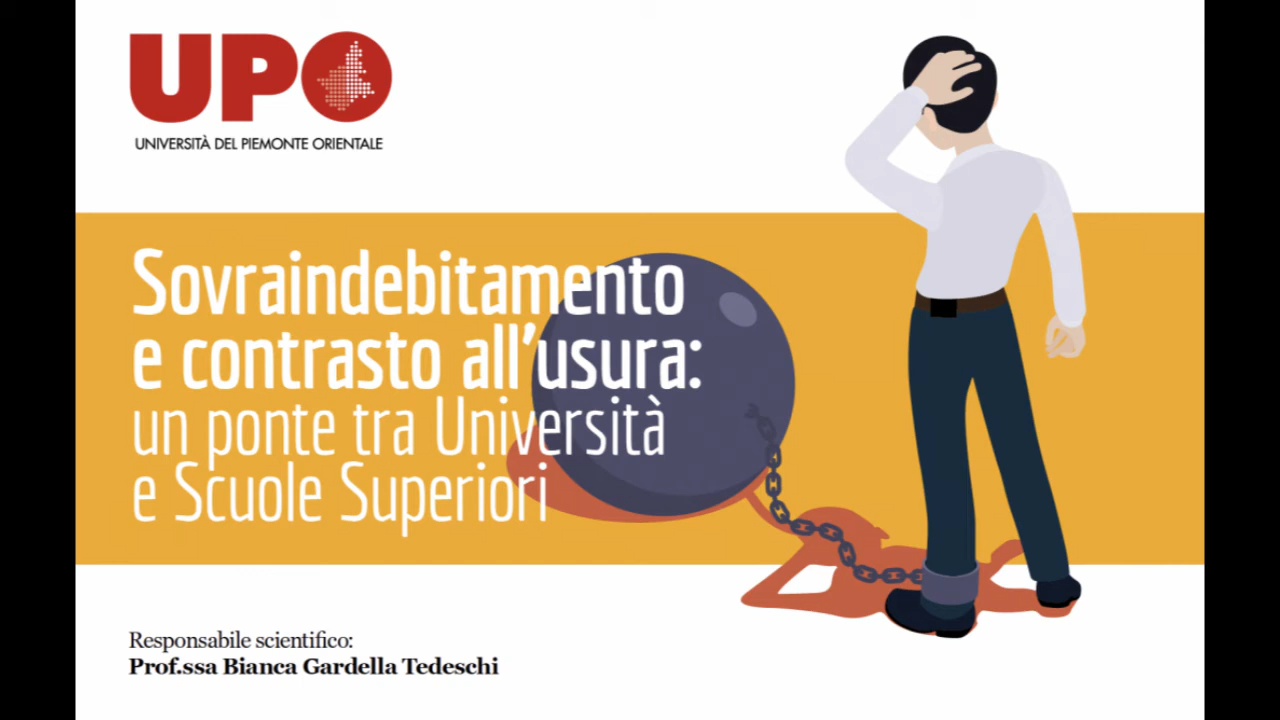 UPO
UNIVERSITÀ DEL PIEMONTE ORIENTALE
Sovraindebitamento
e contrasto all'usura:
un ponte tra Università
e Scuole Superiori
Responsabile scientifico:
Prof.ssa Bianca Gardella Tedeschi